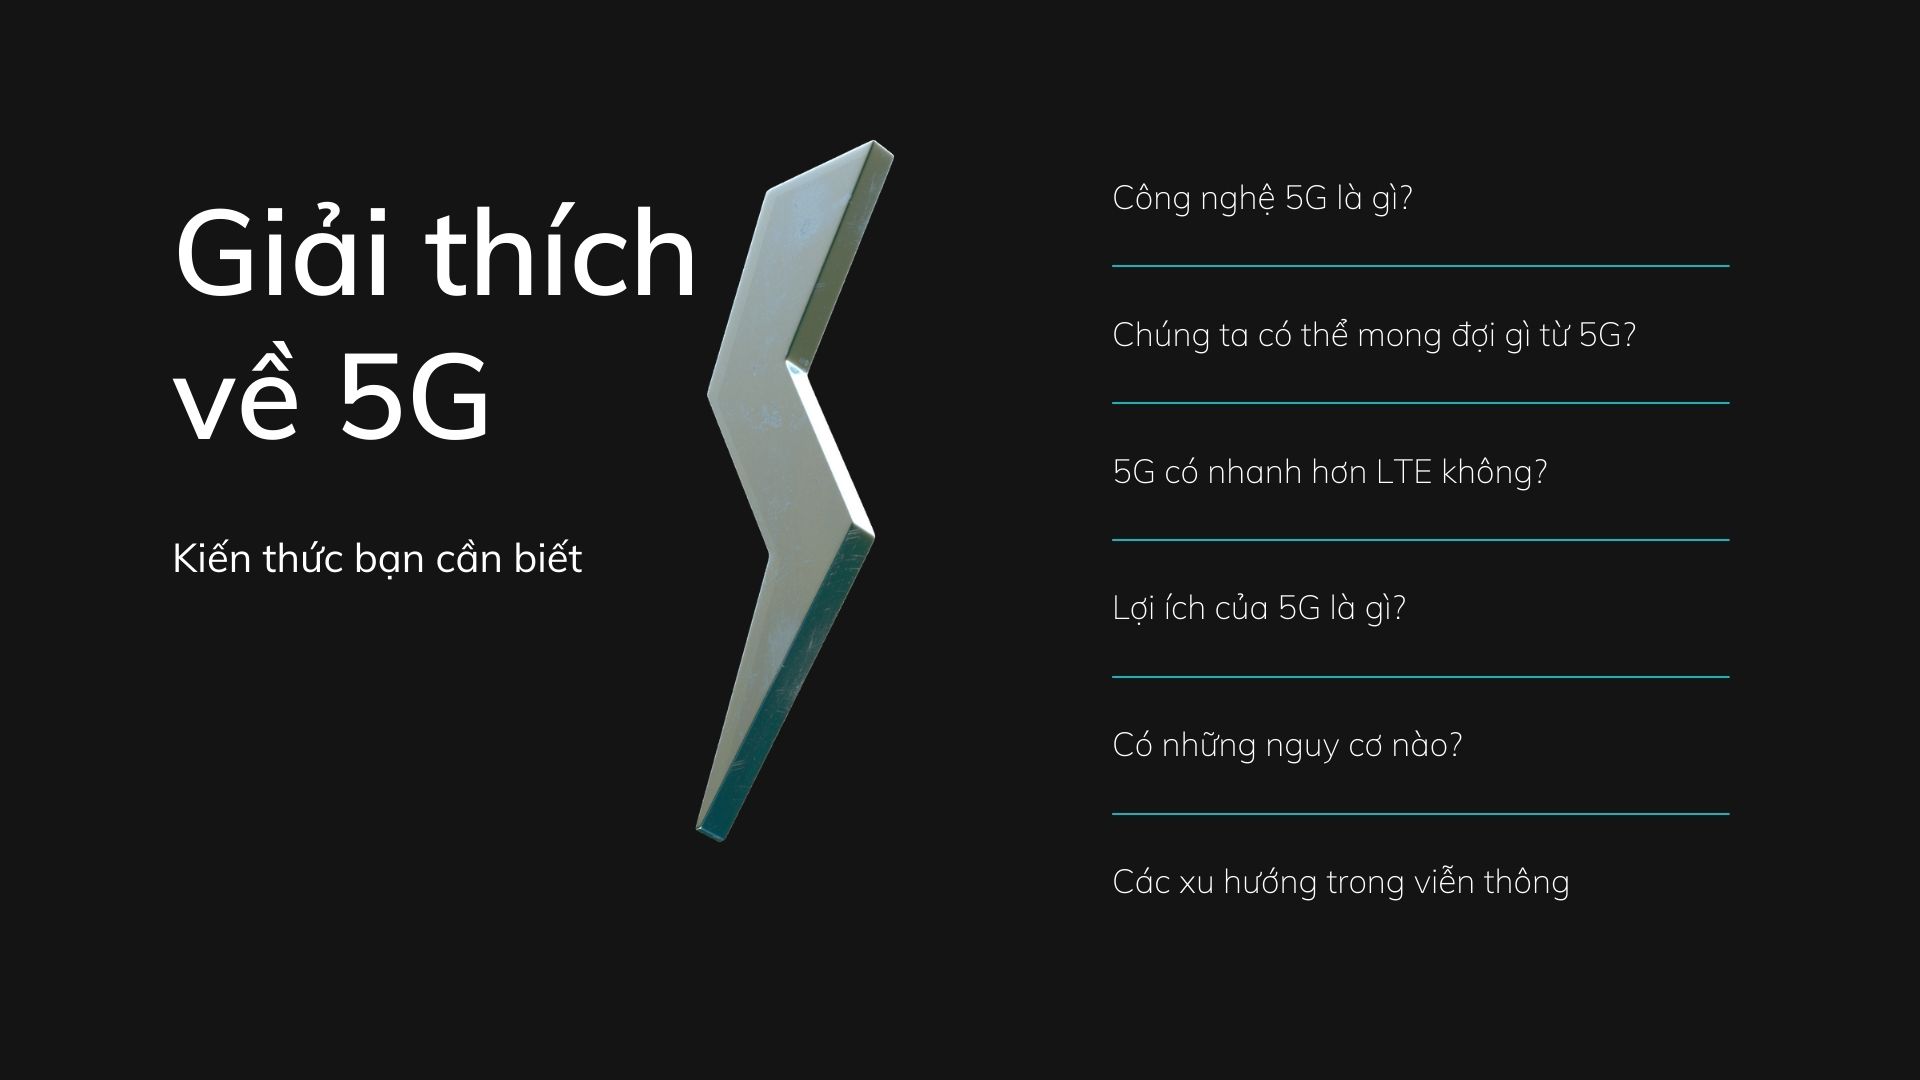 Giải thích
về 5G
Kiến thức bạn cần biết
Công nghệ 5G là gì?
Chúng ta có thể mong đợi gì từ 5G?
5G có nhanh hơn LTE không?
Lợi ích của 5G là gì?
Có những nguy cơ nào?
Các xu hướng trong viễn thông